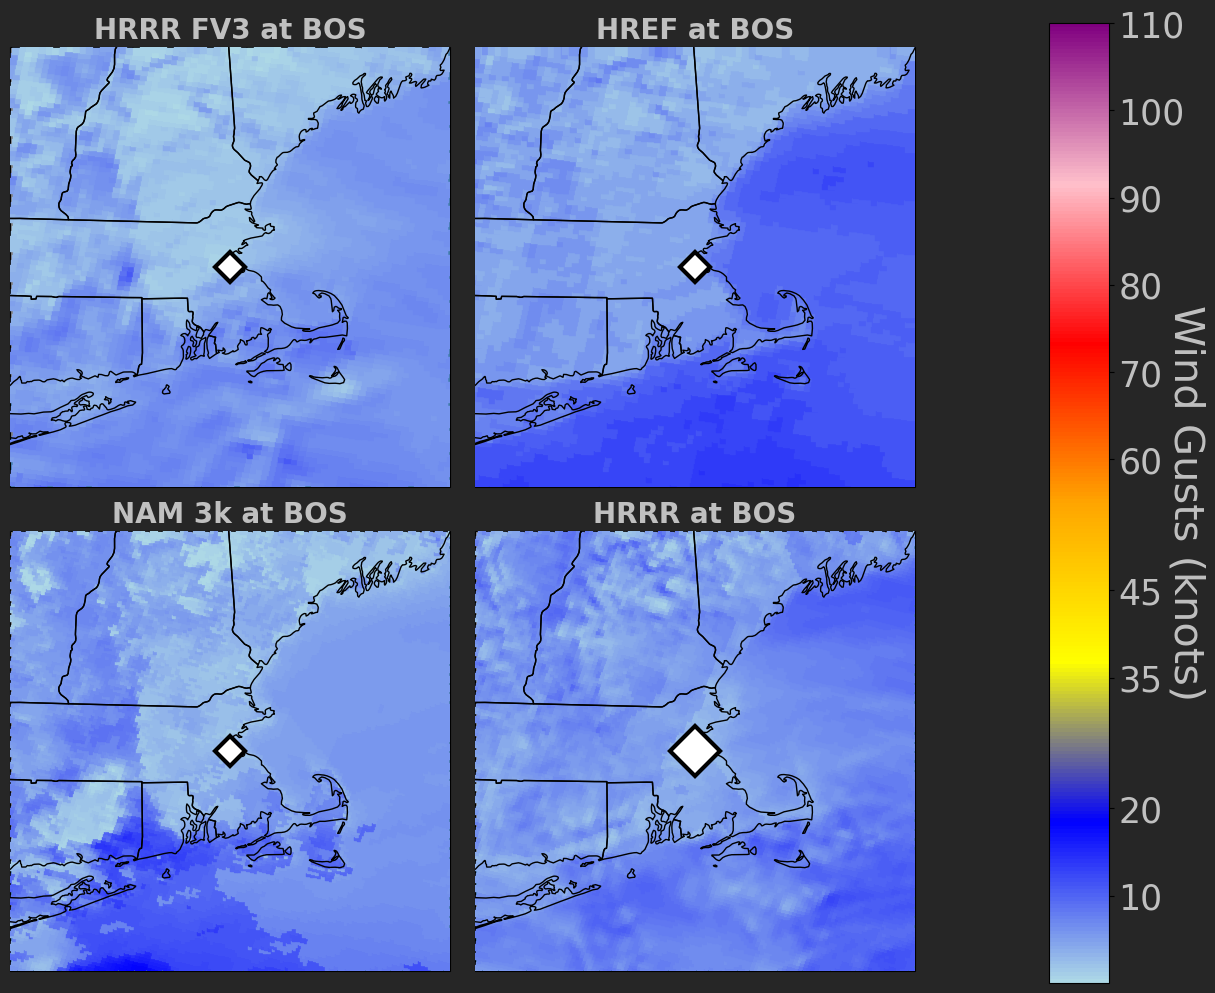 HRRR FV3 at BOS
HREF at BOS
NAM 3k at BOS
HRRR at BOS
110
100
90
80
70
60
45
35
20
10
Wind Gusts (knots)